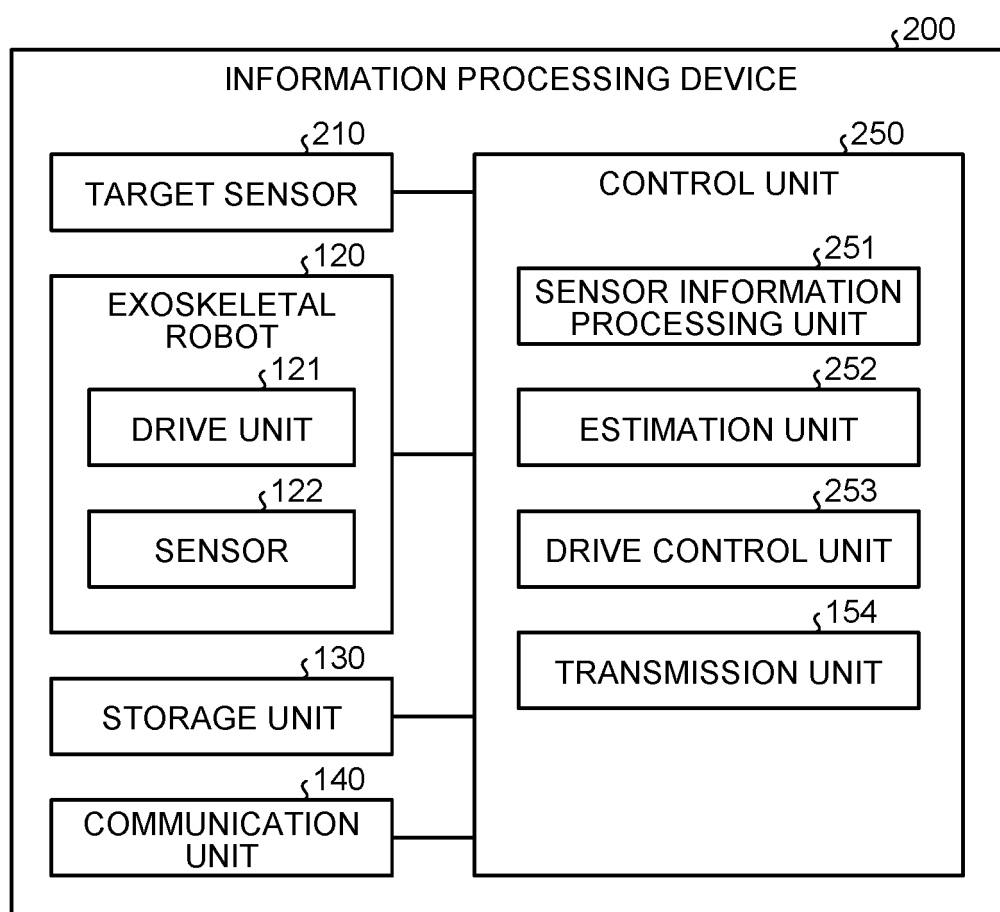 200
INFORMATION PROCESSING DEVICE
210
TARGET SENSOR
120
EXOSKELETAL
ROBOT
121
DRIVE UNIT
122
SENSOR
130
STORAGE UNIT
140
COMMUNICATION
UNIT
250
CONTROL UNIT
251
SENSOR INFORMATION
PROCESSING UNIT
252
ESTIMATION UNIT
253
DRIVE CONTROL UNIT
154
TRANSMISSION UNIT